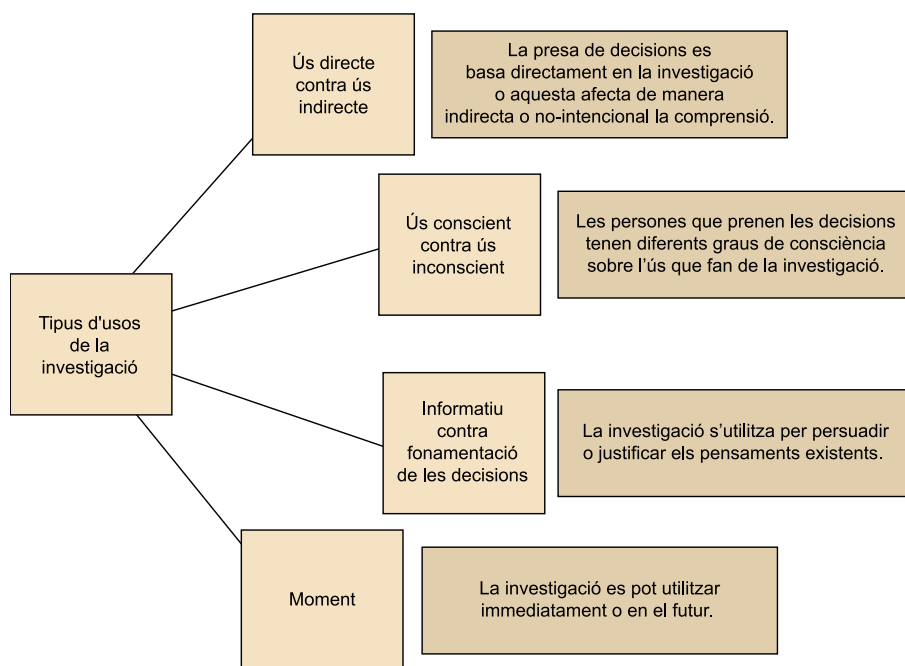 Ús directe
contra ús
indirecte
La presa de decisions es
basa directament en la investigació
o aquesta afecta de manera
indirecta o no-intencional la comprensió.
Ús conscient
contra ús
inconscient
Les persones que prenen les decisions
tenen diferents graus de consciència
sobre l’ús que fan de la investigació.
Tipus d'usos
de la
investigació
Informatiu
contra
fonamentació
de les decisions
La investigació s’utilitza per persuadir
o justificar els pensaments existents.
Moment
La investigació es pot utilitzar
immediatament o en el futur.